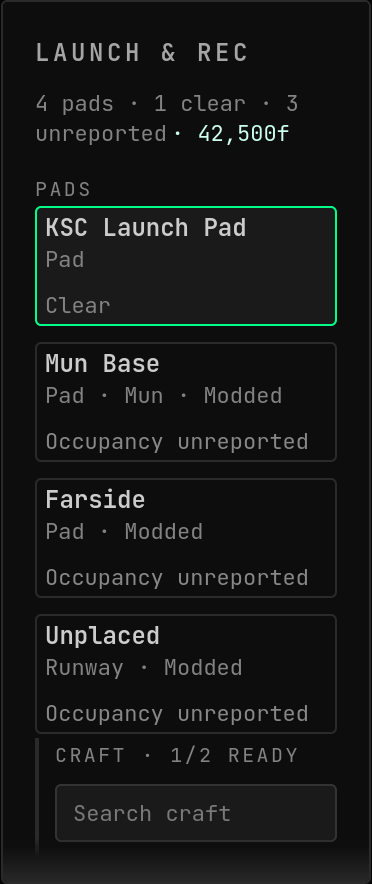 LAUNCH & REC
4 pads · 1 clear · 3
unreported · 42,500f
PADS
KSC Launch Pad
Pad
Clear
Mun Base
Pad · Mun · Modded
Occupancy unreported
Farside
Pad · Modded
Occupancy unreported
Unplaced
Runway · Modded
Occupancy unreported
CRAFT · 1/2 READY
Search craft